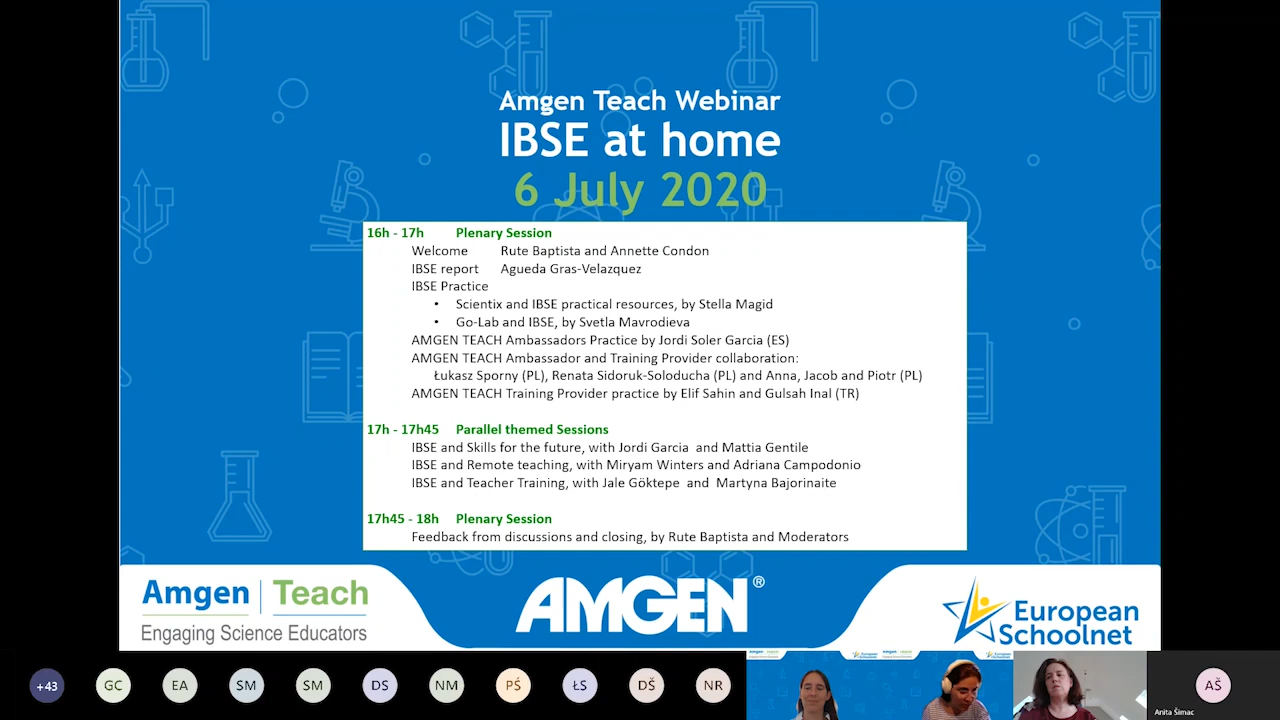 Amgen Teach Webinar
IBSE at home
6 July 2020
16h - 17h Plenary Session
Welcome Rute Baptista and Annette Condon
IBSE report Agueda Gras-Velazquez
IBSE Practice
• Scientix and IBSE practical resources, by Stella Magid
• Go-Lab and IBSE, by Svetla Mavrodieva
AMGEN TEACH Ambassadors Practice by Jordi Soler Garcia (ES)
AMGEN TEACH Ambassador and Training Provider collaboration:
Łukasz Sporny (PL), Renata Sidoruk-Soloducha (PL) and Anna, Jacob and Piotr (PL)
AMGEN TEACH Training Provider practice by Elif Sahin and Gulsah Inal (TR)
17h - 17h45 Parallel themed Sessions
IBSE and Skills for the future, with Jordi Garcia and Mattia Gentile
IBSE and Remote teaching, with Miryam Winters and Adriana Campodonio
IBSE and Teacher Training, with Jale Göktepe and Martyna Bajorinaite
17h45 - 18h Plenary Session
Feedback from discussions and closing, by Rute Baptista and Moderators
Amgen | Teach
Engaging Science Educators
AMGEN®
European
Schoolnet
+43 GC EA SM SM DS NM PŚ ŁS DŠ NR AŠ
Anita Šimac